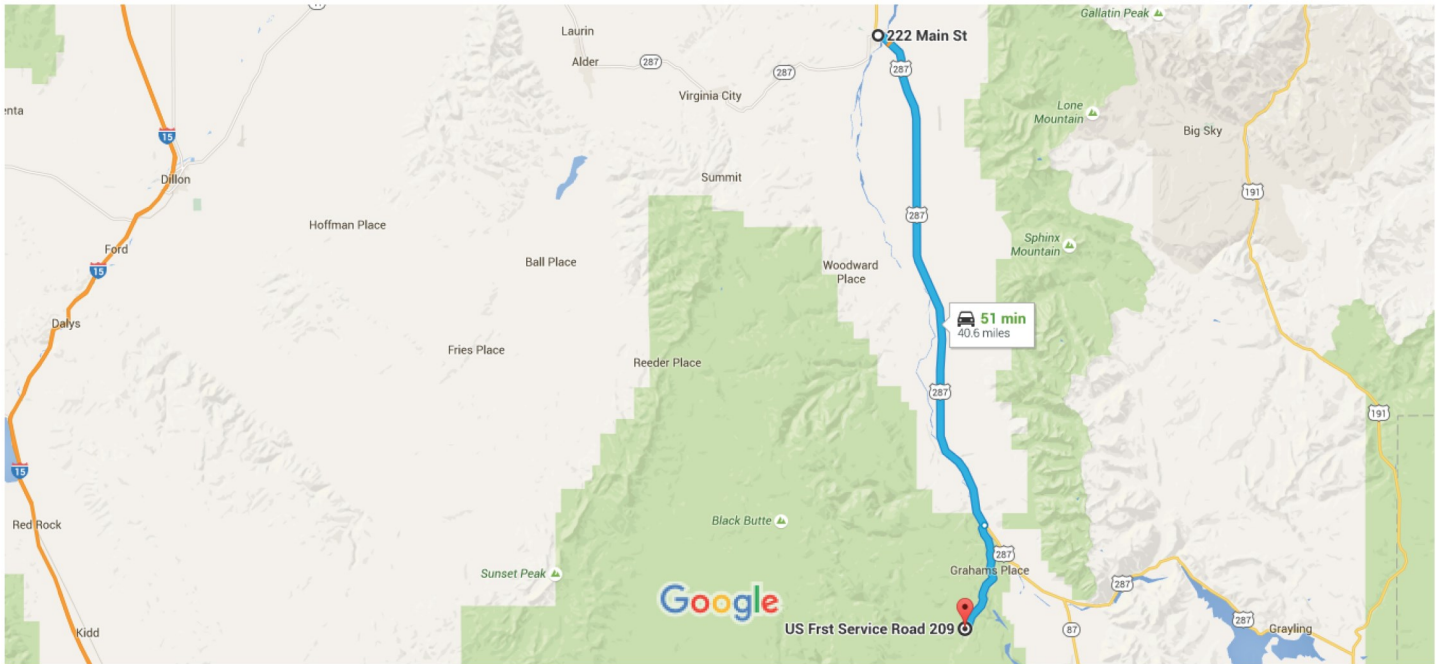 Gallatin Peak
Laurin
222 Main St
Alder
287
287
287
enta
Virginia City
Lone
Mountain
Big Sky
15
Dillon
Summit
191
287
Hoffman Place
Sphinx
Mountain
Ford
Ball Place
Woodward
Place
15
51 min
40.6 miles
Dalys
Fries Place
Reeder Place
287
191
15
Red Rock
Black Butte
287
Grahams Place
Sunset Peak
287
Google
US Frst Service Road 209
287
Kidd
87
Grayling